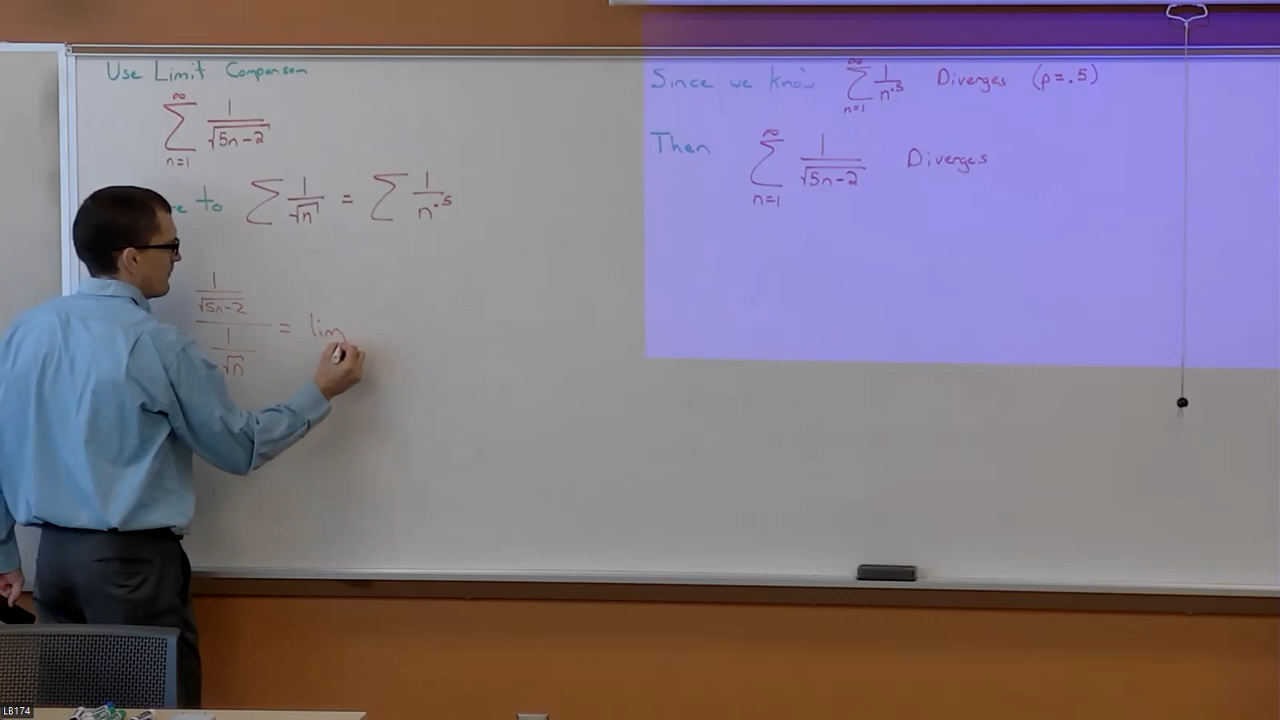 Use Limit Comparison
∞
∑ 1/√(5n-2)
n=1
to ∑ 1/√n = ∑ 1/n^.5
(1/√(5n-2))/(1/√n) = lim
Since we know ∑_{n=1}^{∞} 1/n^.5 Diverges (p=.5)
Then ∑_{n=1}^{∞} 1/√(5n-2) Diverges
LB174